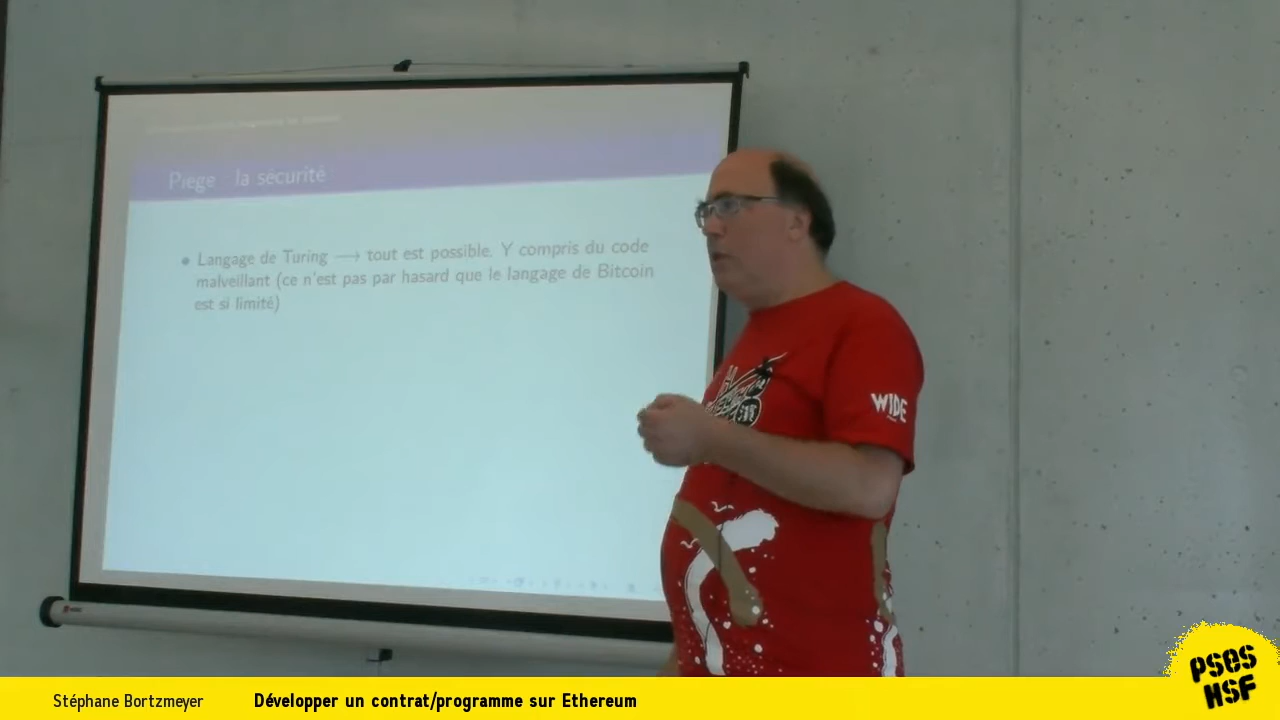 Piège la sécurité
Langage de Turing → tout est possible. Y compris du code
malveillant (ce n'est pas par hasard que le langage de Bitcoin
est si limité)
WIDE
PSES
HSF
Stéphane Bortzmeyer Développer un contrat/programme sur Ethereum